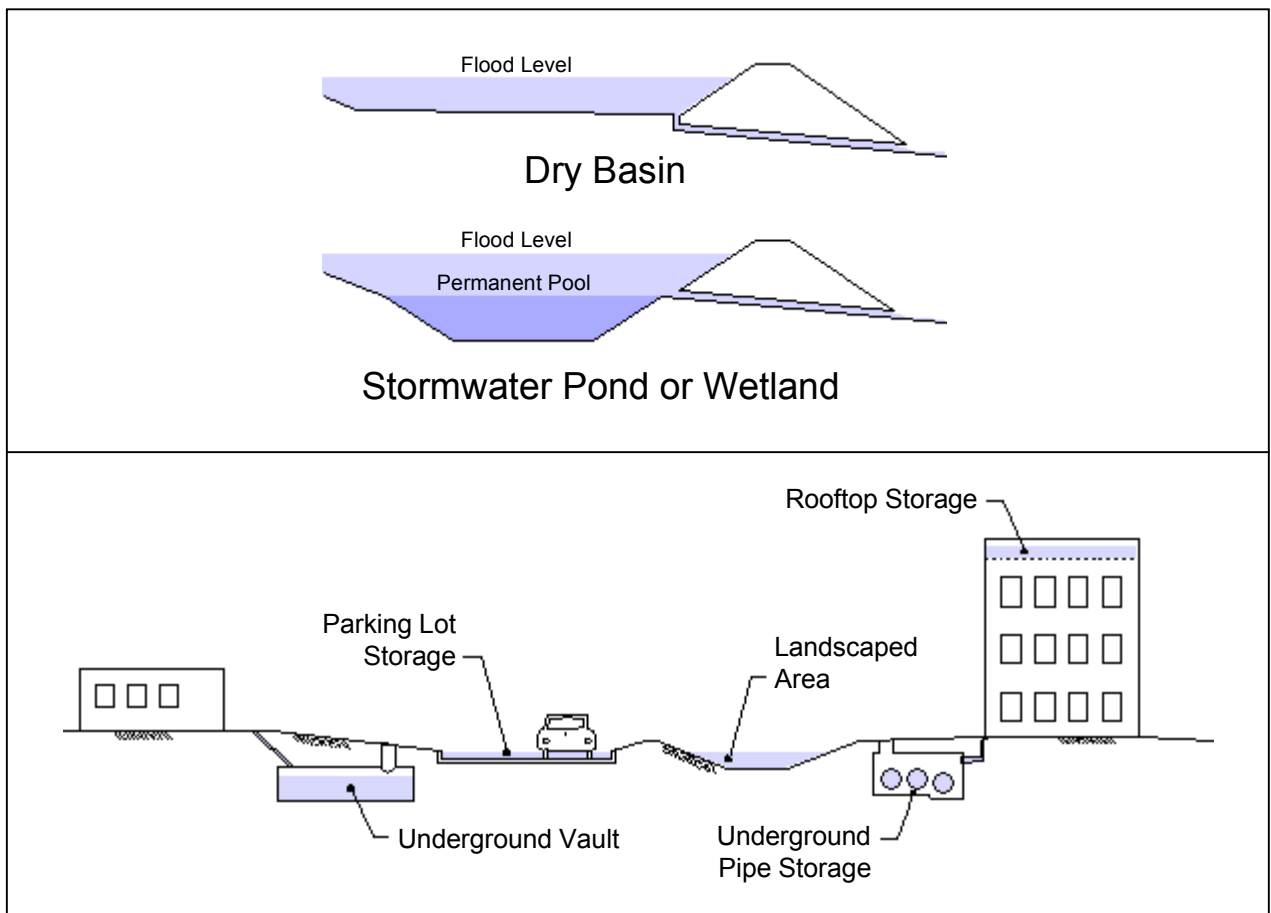 Flood Level
Dry Basin
Flood Level
Permanent Pool
Stormwater Pond or Wetland
Rooftop Storage
Parking Lot
Storage
Landscaped
Area
Underground Vault
Underground
Pipe Storage